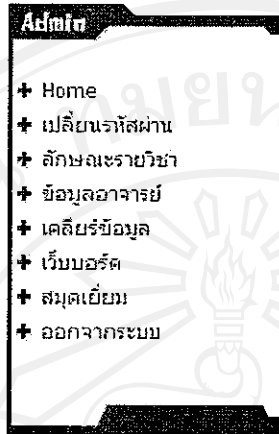 Admin
Home
เปลี่ยนรหัสผ่าน
ลักษณะรายวิชา
ข้อมูลอาจารย์
เคลียร์ข้อมูล
เว็บบอร์ด
สมุดเยี่ยม
ออกจากระบบ